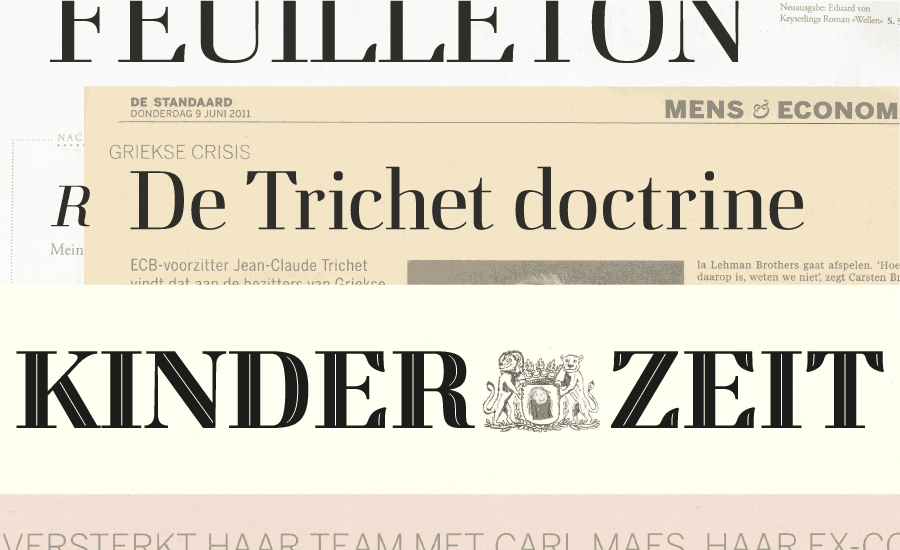 FEUILLETON
Neuausgabe: Eduard von
Keyserlings Roman »Wellen« S.
DE STANDAARD
DONDERDAG 9 JUNI 2011
MENS & ECONOM
NAC
GRIEKSE CRISIS
De Trichet doctrine
R
Mein
ECB-voorzitter Jean-Claude Trichet
vindt dat aan de bezitters van Griekse
la Lehman Brothers gaat afspelen. ‘Hoe
daarop is, weten we niet’, zegt Carsten Br
KINDER ZEIT
VERSTERKT HAAR TEAM MET CARL MAES, HAAR EX-CO